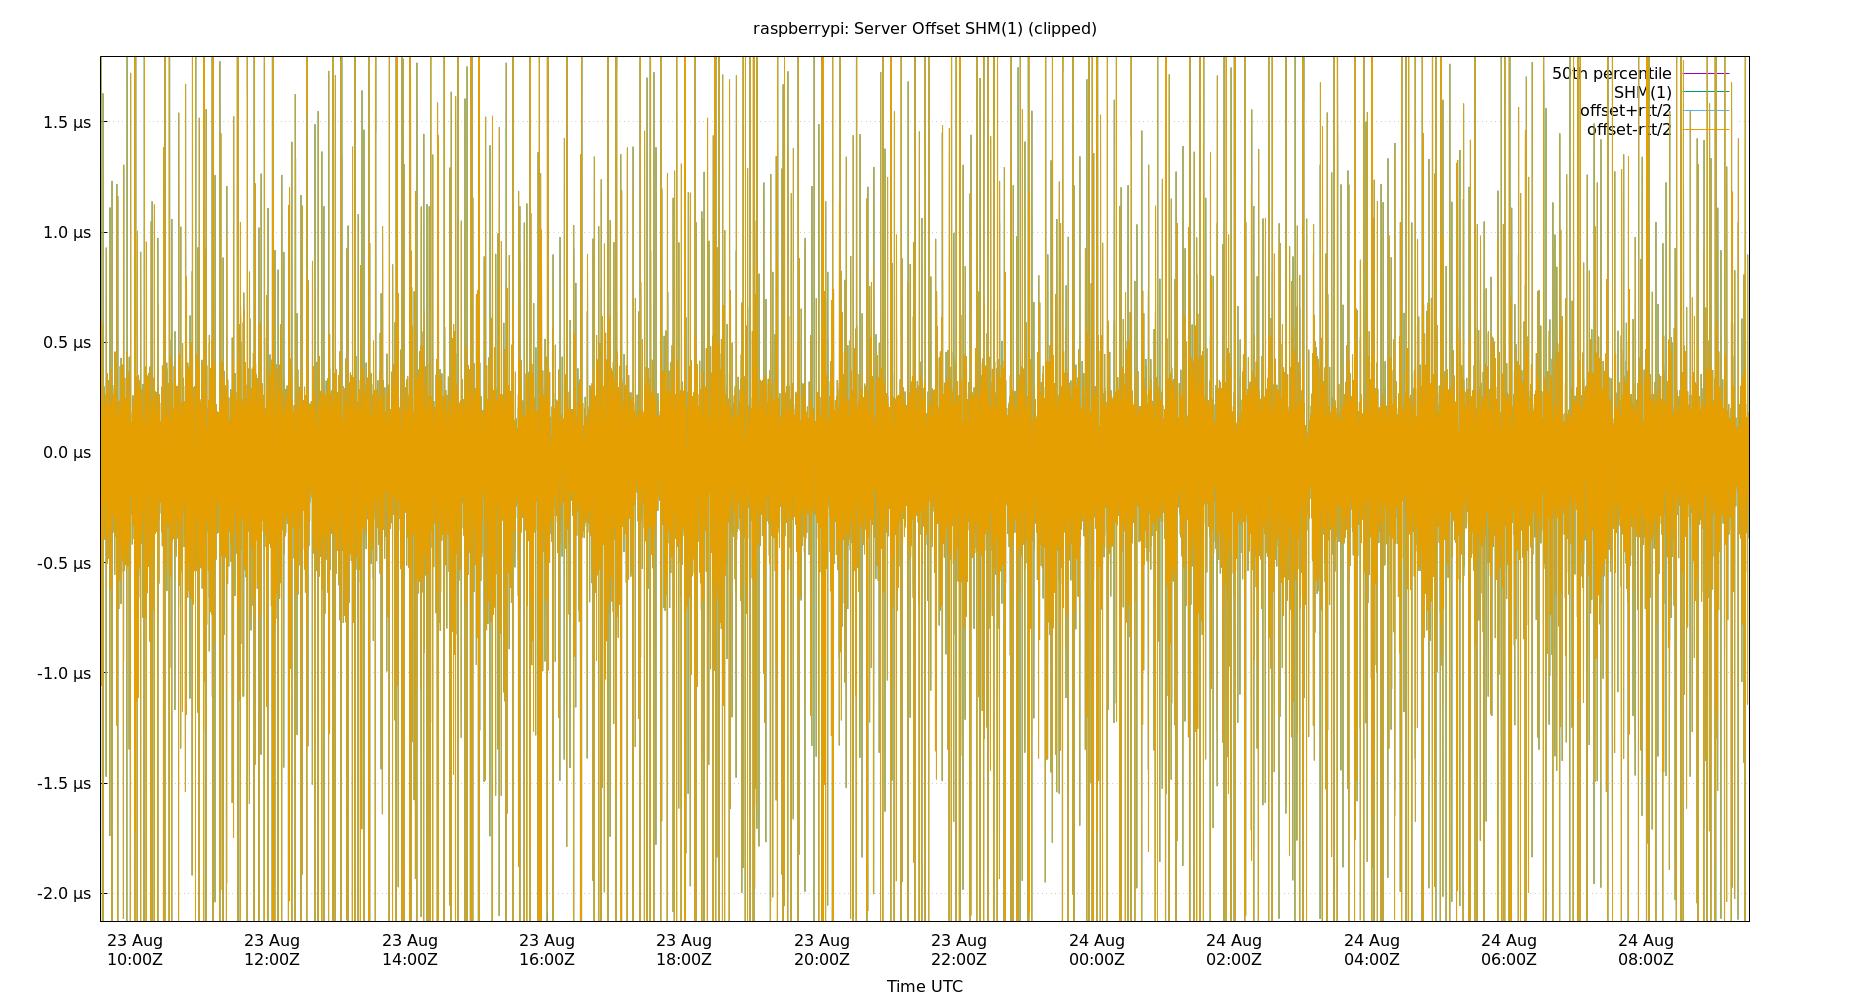 raspberrypi: Server Offset SHM(1) (clipped)
50th percentile
SHM(1)
offset+rtt/2
offset-rtt/2
1.5 µs
1.0 µs
0.5 µs
0.0 µs
-0.5 µs
-1.0 µs
-1.5 µs
-2.0 µs
23 Aug 23 Aug 23 Aug 23 Aug 23 Aug 23 Aug 23 Aug 24 Aug 24 Aug 24 Aug 24 Aug 24 Aug
10:00Z 12:00Z 14:00Z 16:00Z 18:00Z 20:00Z 22:00Z 00:00Z 02:00Z 04:00Z 06:00Z 08:00Z
Time UTC